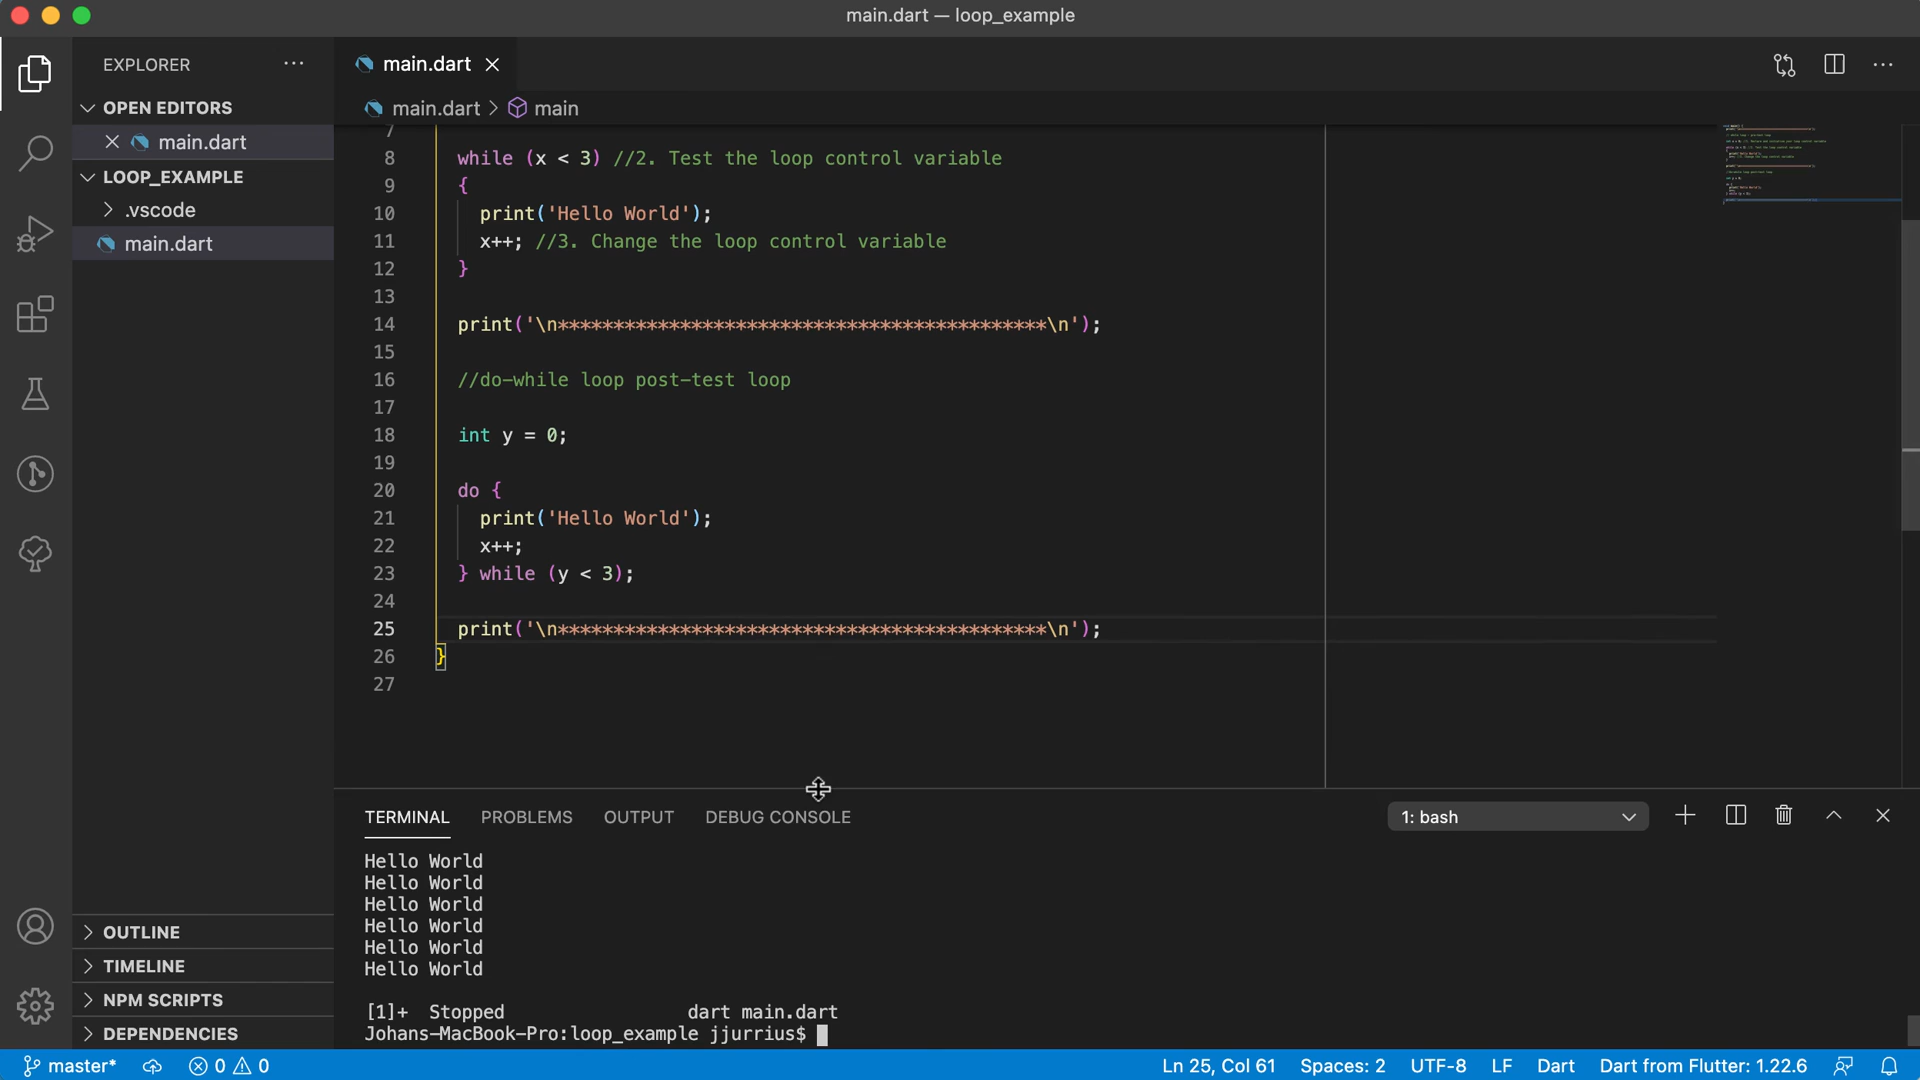 main.dart — loop_example
EXPLORER
OPEN EDITORS
main.dart
LOOP_EXAMPLE
.vscode
main.dart
OUTLINE
TIMELINE
NPM SCRIPTS
DEPENDENCIES
main.dart
main.dart > main
7
8 while (x < 3) //2. Test the loop control variable
9 {
10 print('Hello World');
11 x++; //3. Change the loop control variable
12 }
13
14 print('\n********************************************\n');
15
16 //do-while loop post-test loop
17
18 int y = 0;
19
20 do {
21 print('Hello World');
22 x++;
23 } while (y < 3);
24
25 print('\n********************************************\n');
26 }
27
TERMINAL PROBLEMS OUTPUT DEBUG CONSOLE 1: bash
Hello World
Hello World
Hello World
Hello World
Hello World
Hello World
[1]+  Stopped                 dart main.dart
Johans-MacBook-Pro:loop_example jjurrius$
master* 0 0 Ln 25, Col 61 Spaces: 2 UTF-8 LF Dart Dart from Flutter: 1.22.6